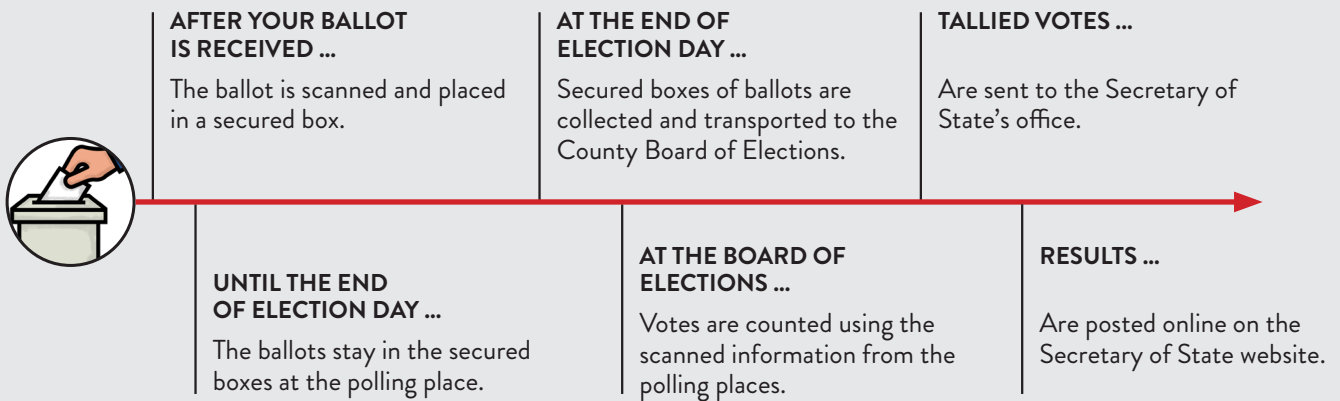 AFTER YOUR BALLOT
IS RECEIVED ...
The ballot is scanned and placed
in a secured box.
UNTIL THE END
OF ELECTION DAY ...
The ballots stay in the secured
boxes at the polling place.
AT THE END OF
ELECTION DAY ...
Secured boxes of ballots are
collected and transported to the
County Board of Elections.
AT THE BOARD OF
ELECTIONS ...
Votes are counted using the
scanned information from the
polling places.
TALLIED VOTES ...
Are sent to the Secretary of
State’s office.
RESULTS ...
Are posted online on the
Secretary of State website.